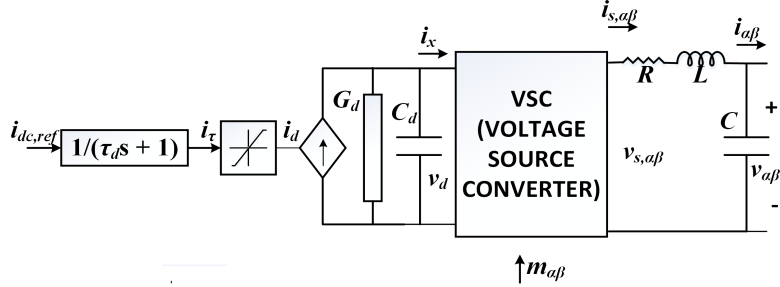 i_{dc,ref}
1/(τ_d s + 1)
i_τ
i_d
G_d
C_d
v_d
i_x
VSC
(VOLTAGE
SOURCE
CONVERTER)
m_{αβ}
i_{s,αβ}
R
L
v_{s,αβ}
i_{αβ}
C
+
v_{αβ}
-